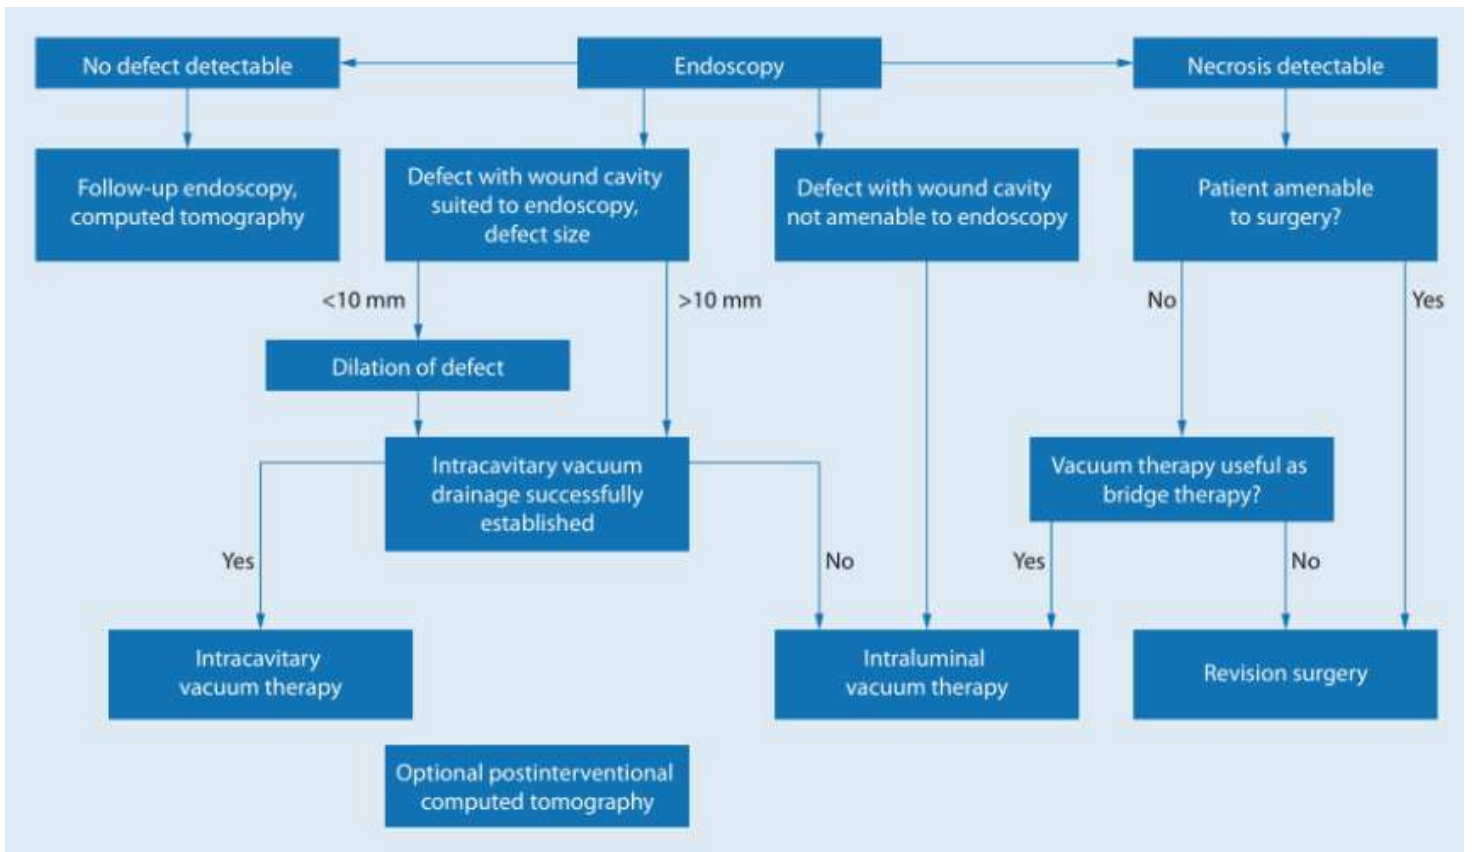 No defect detectable
Endoscopy
Necrosis detectable
Follow-up endoscopy,
computed tomography
Defect with wound cavity
suited to endoscopy,
defect size
Defect with wound cavity
not amenable to endoscopy
Patient amenable
to surgery?
<10 mm
>10 mm
No
Yes
Dilation of defect
Intracavitary vacuum
drainage successfully
established
Vacuum therapy useful as
bridge therapy?
Yes
No
Yes
No
Intracavitary
vacuum therapy
Intraluminal
vacuum therapy
Revision surgery
Optional postinterventional
computed tomography